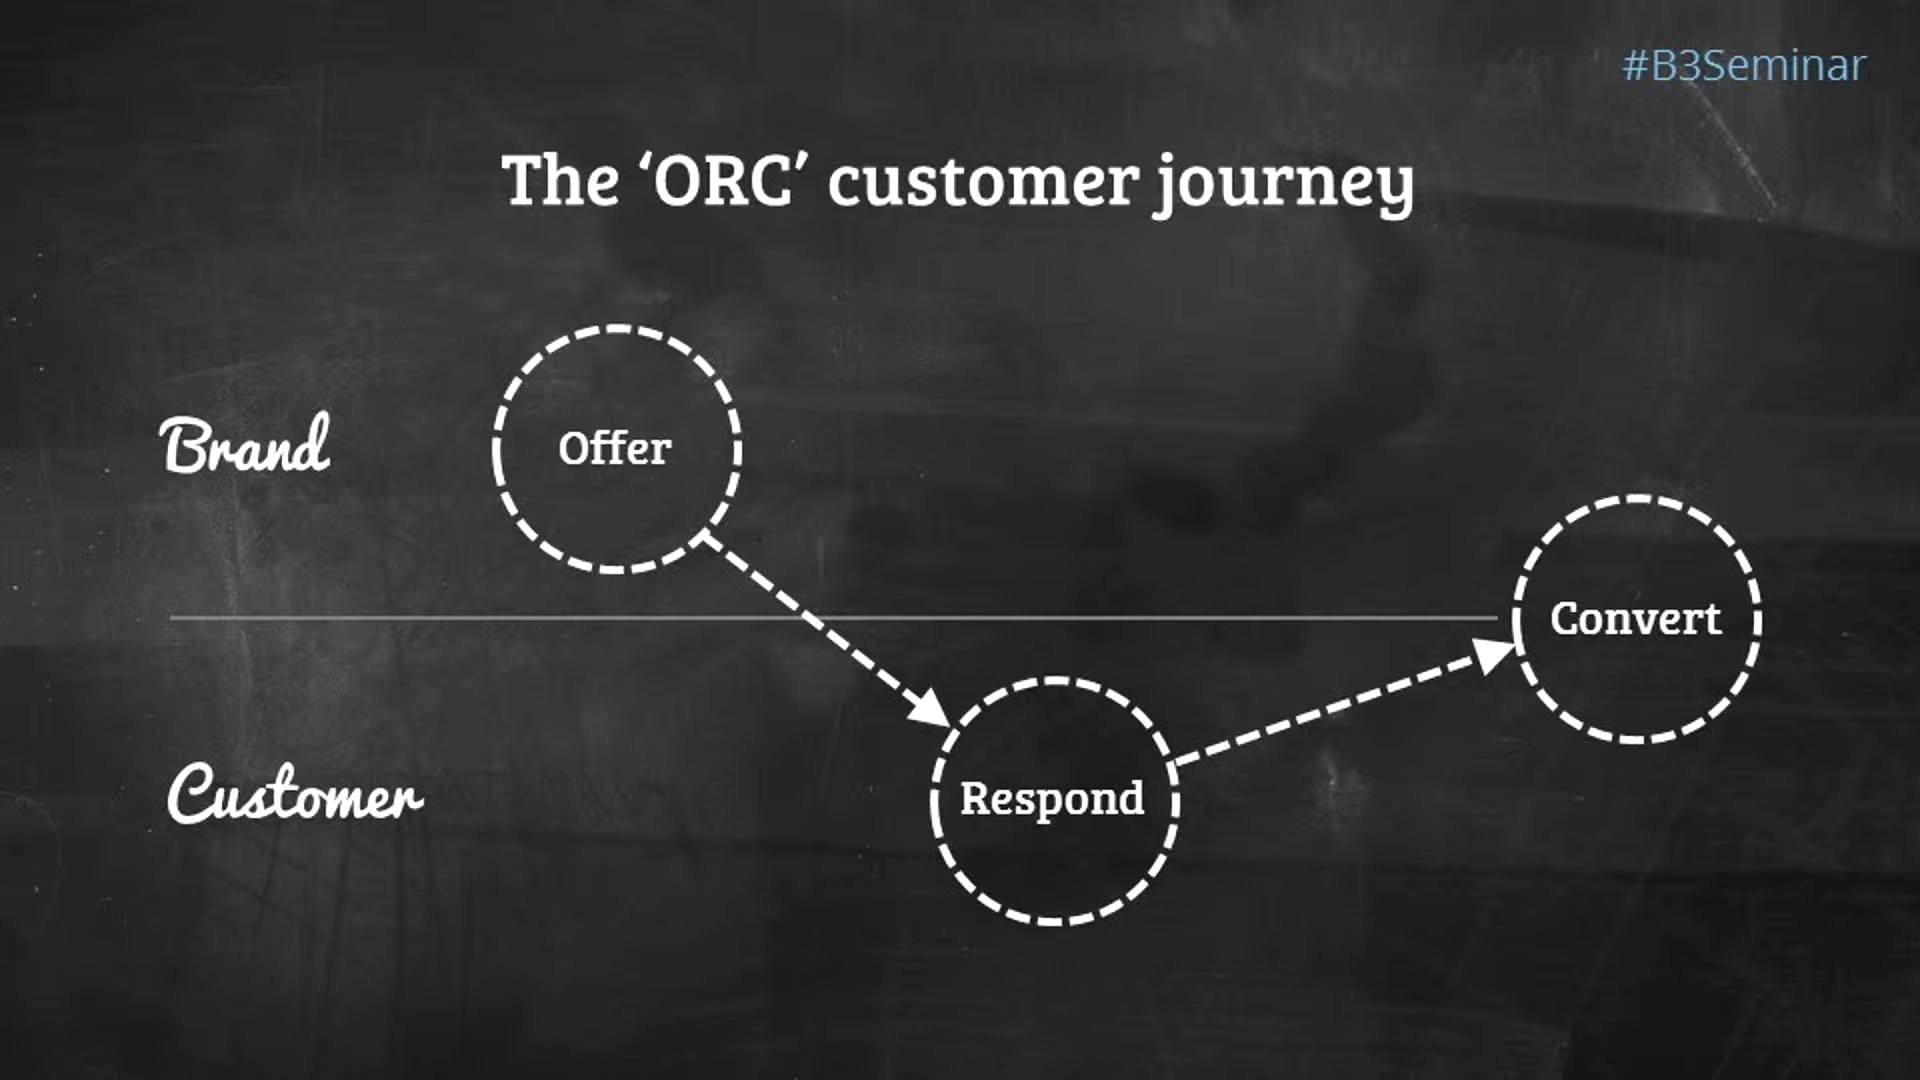 #B3Seminar
The ‘ORC’ customer journey
Brand
Offer
Convert
Customer
Respond